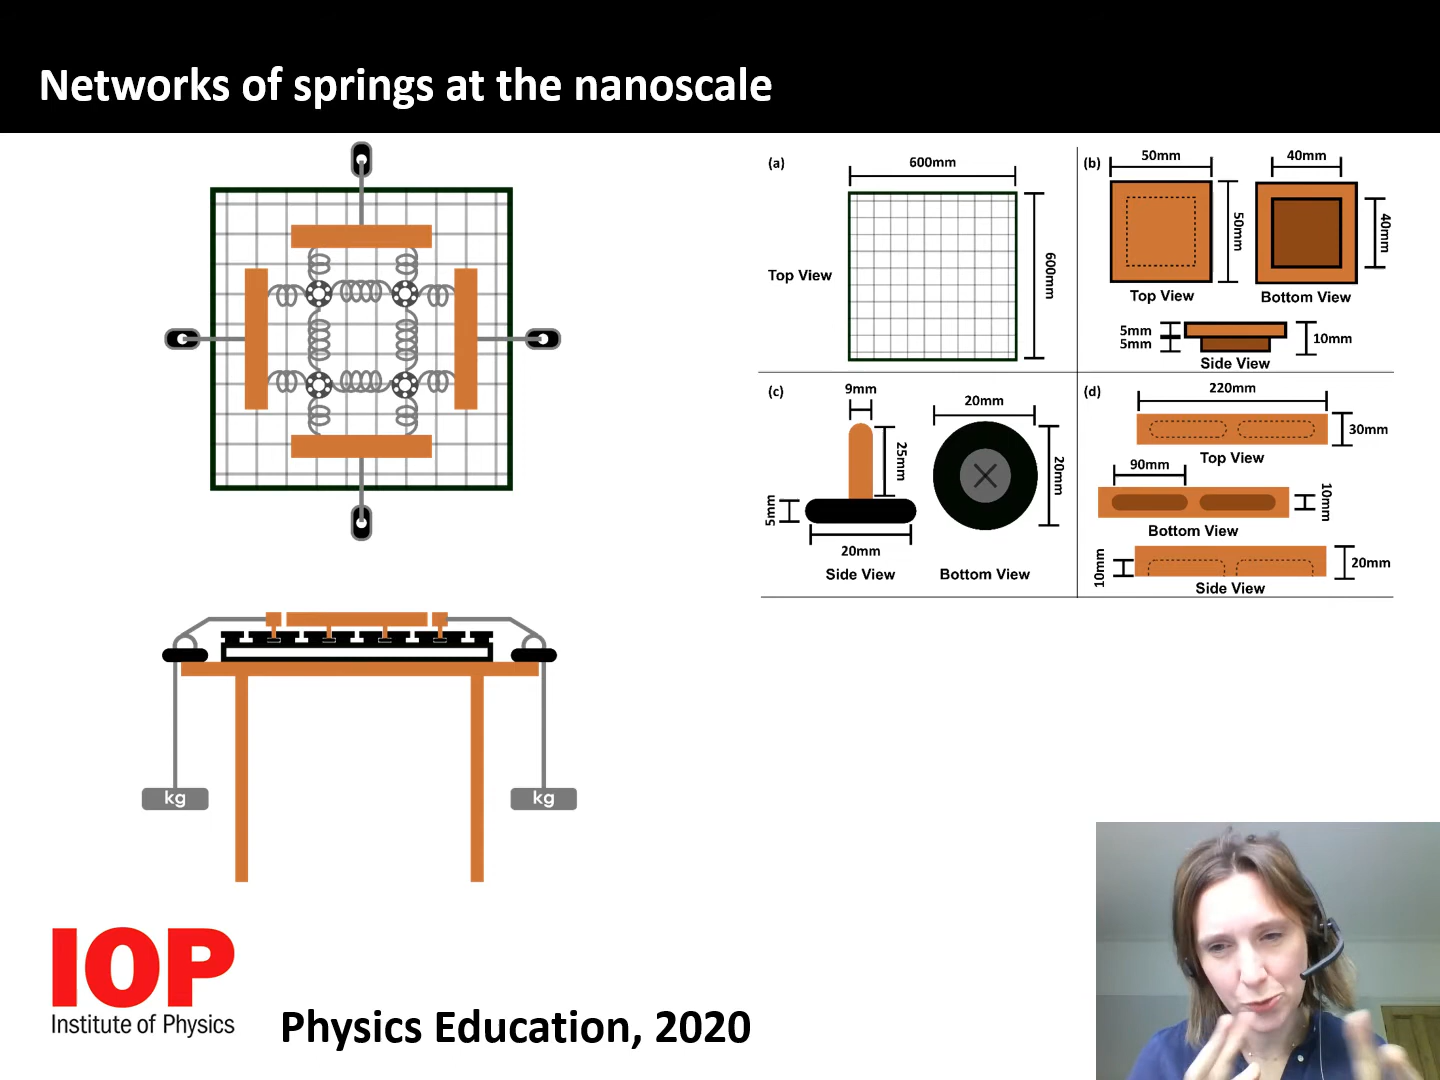 Networks of springs at the nanoscale
(a)
600mm
Top View
600mm
(b)
50mm
50mm
Top View
40mm
40mm
Bottom View
5mm
5mm
10mm
Side View
(c)
9mm
25mm
5mm
20mm
Side View
20mm
20mm
Bottom View
(d)
220mm
30mm
Top View
90mm
10mm
Bottom View
10mm
20mm
Side View
kg
kg
IOP
Institute of Physics
Physics Education, 2020